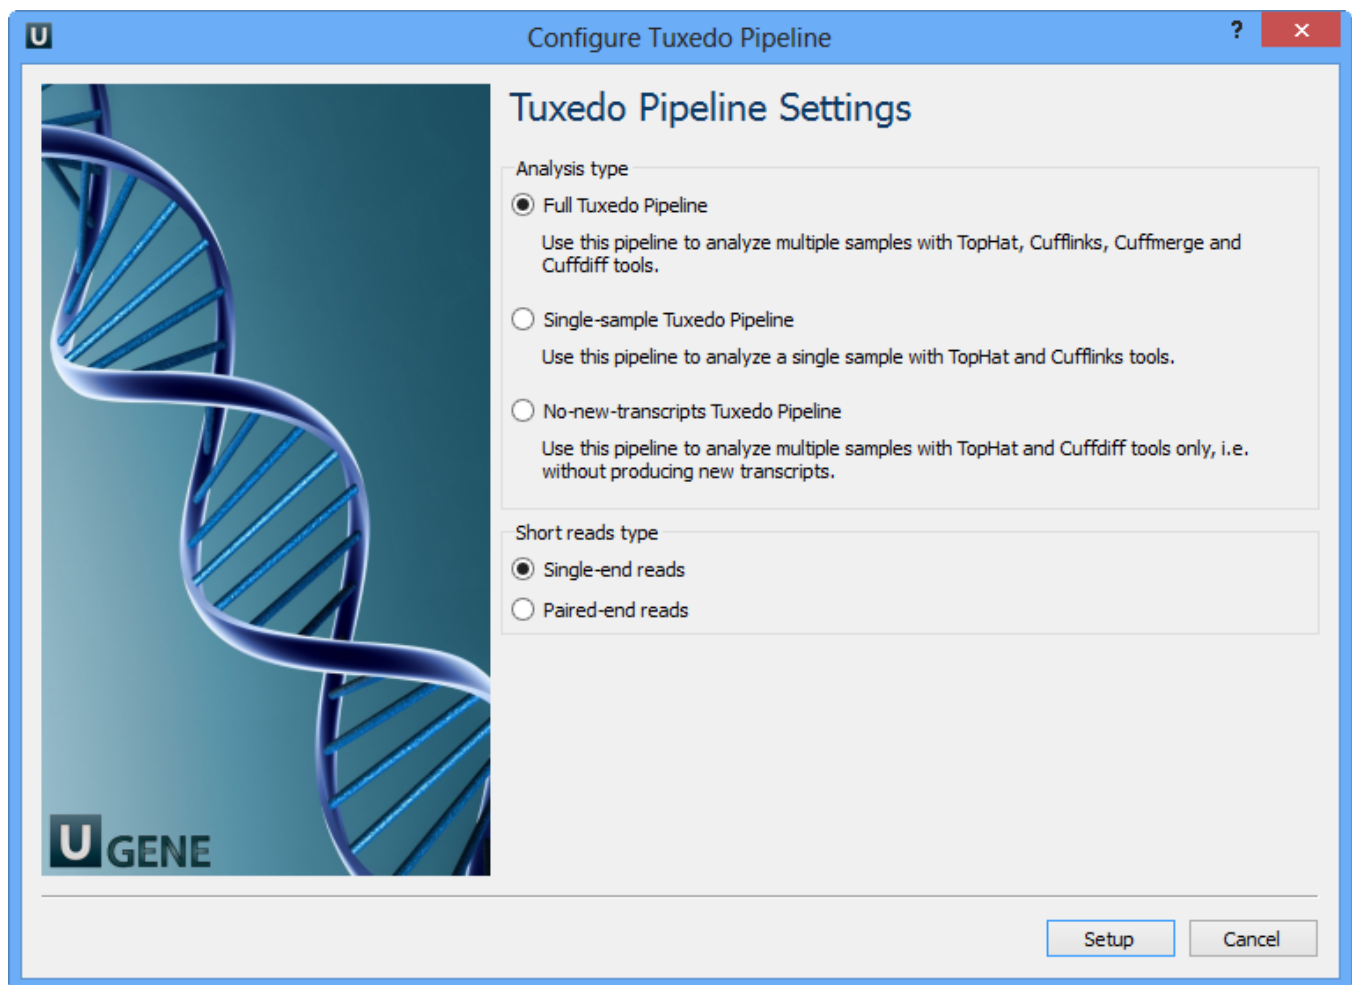 U
Configure Tuxedo Pipeline
?
Tuxedo Pipeline Settings
Analysis type
Full Tuxedo Pipeline
Use this pipeline to analyze multiple samples with TopHat, Cufflinks, Cuffmerge and
Cuffdiff tools.
Single-sample Tuxedo Pipeline
Use this pipeline to analyze a single sample with TopHat and Cufflinks tools.
No-new-transcripts Tuxedo Pipeline
Use this pipeline to analyze multiple samples with TopHat and Cuffdiff tools only, i.e.
without producing new transcripts.
Short reads type
Single-end reads
Paired-end reads
U GENE
Setup
Cancel